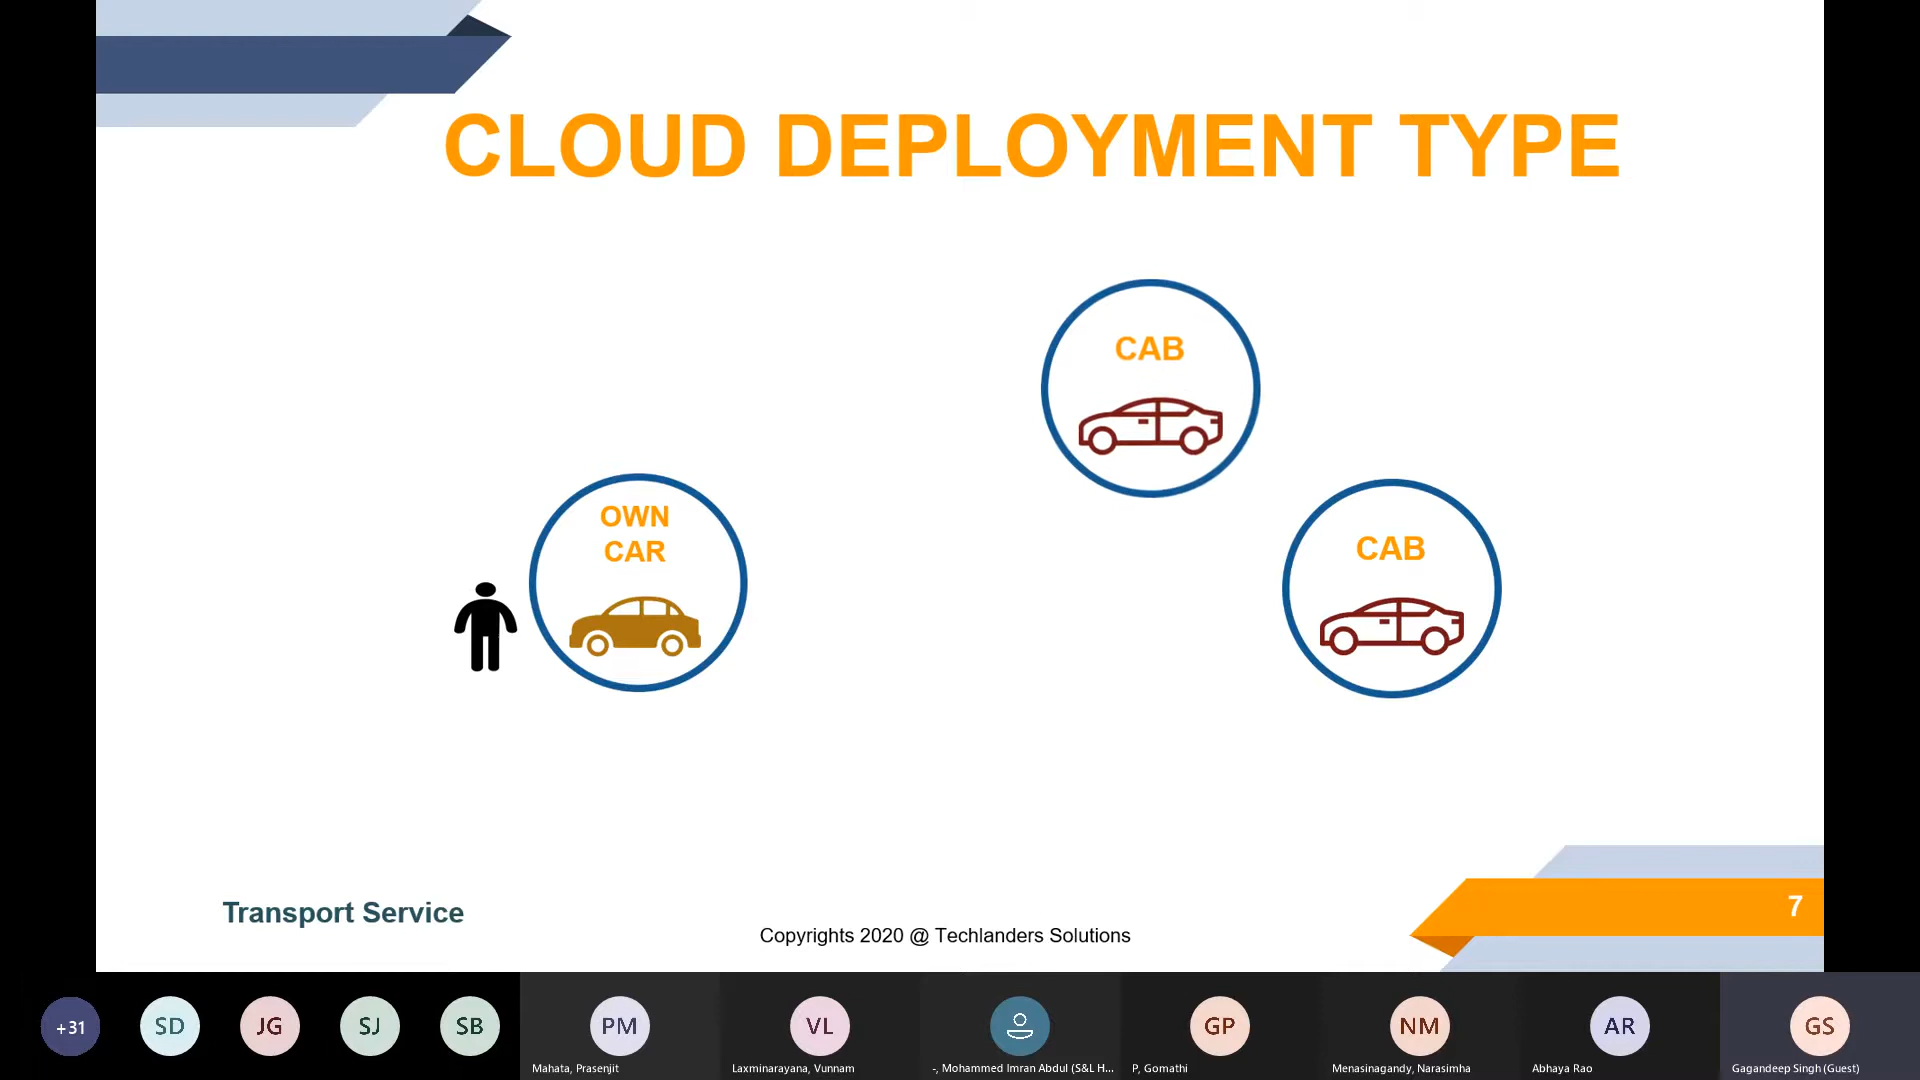 CLOUD DEPLOYMENT TYPE
CAB
OWN
CAR
CAB
Transport Service
Copyrights 2020 @ Techlanders Solutions
7
+31
SD
JG
SJ
SB
PM
VL
GP
NM
AR
GS
Mahata, Prasenjit
Laxminarayana, Vunnam
-, Mohammed Imran Abdul (S&L H...
P, Gomathi
Menasinagandy, Narasimha
Abhaya Rao
Gagandeep Singh (Guest)